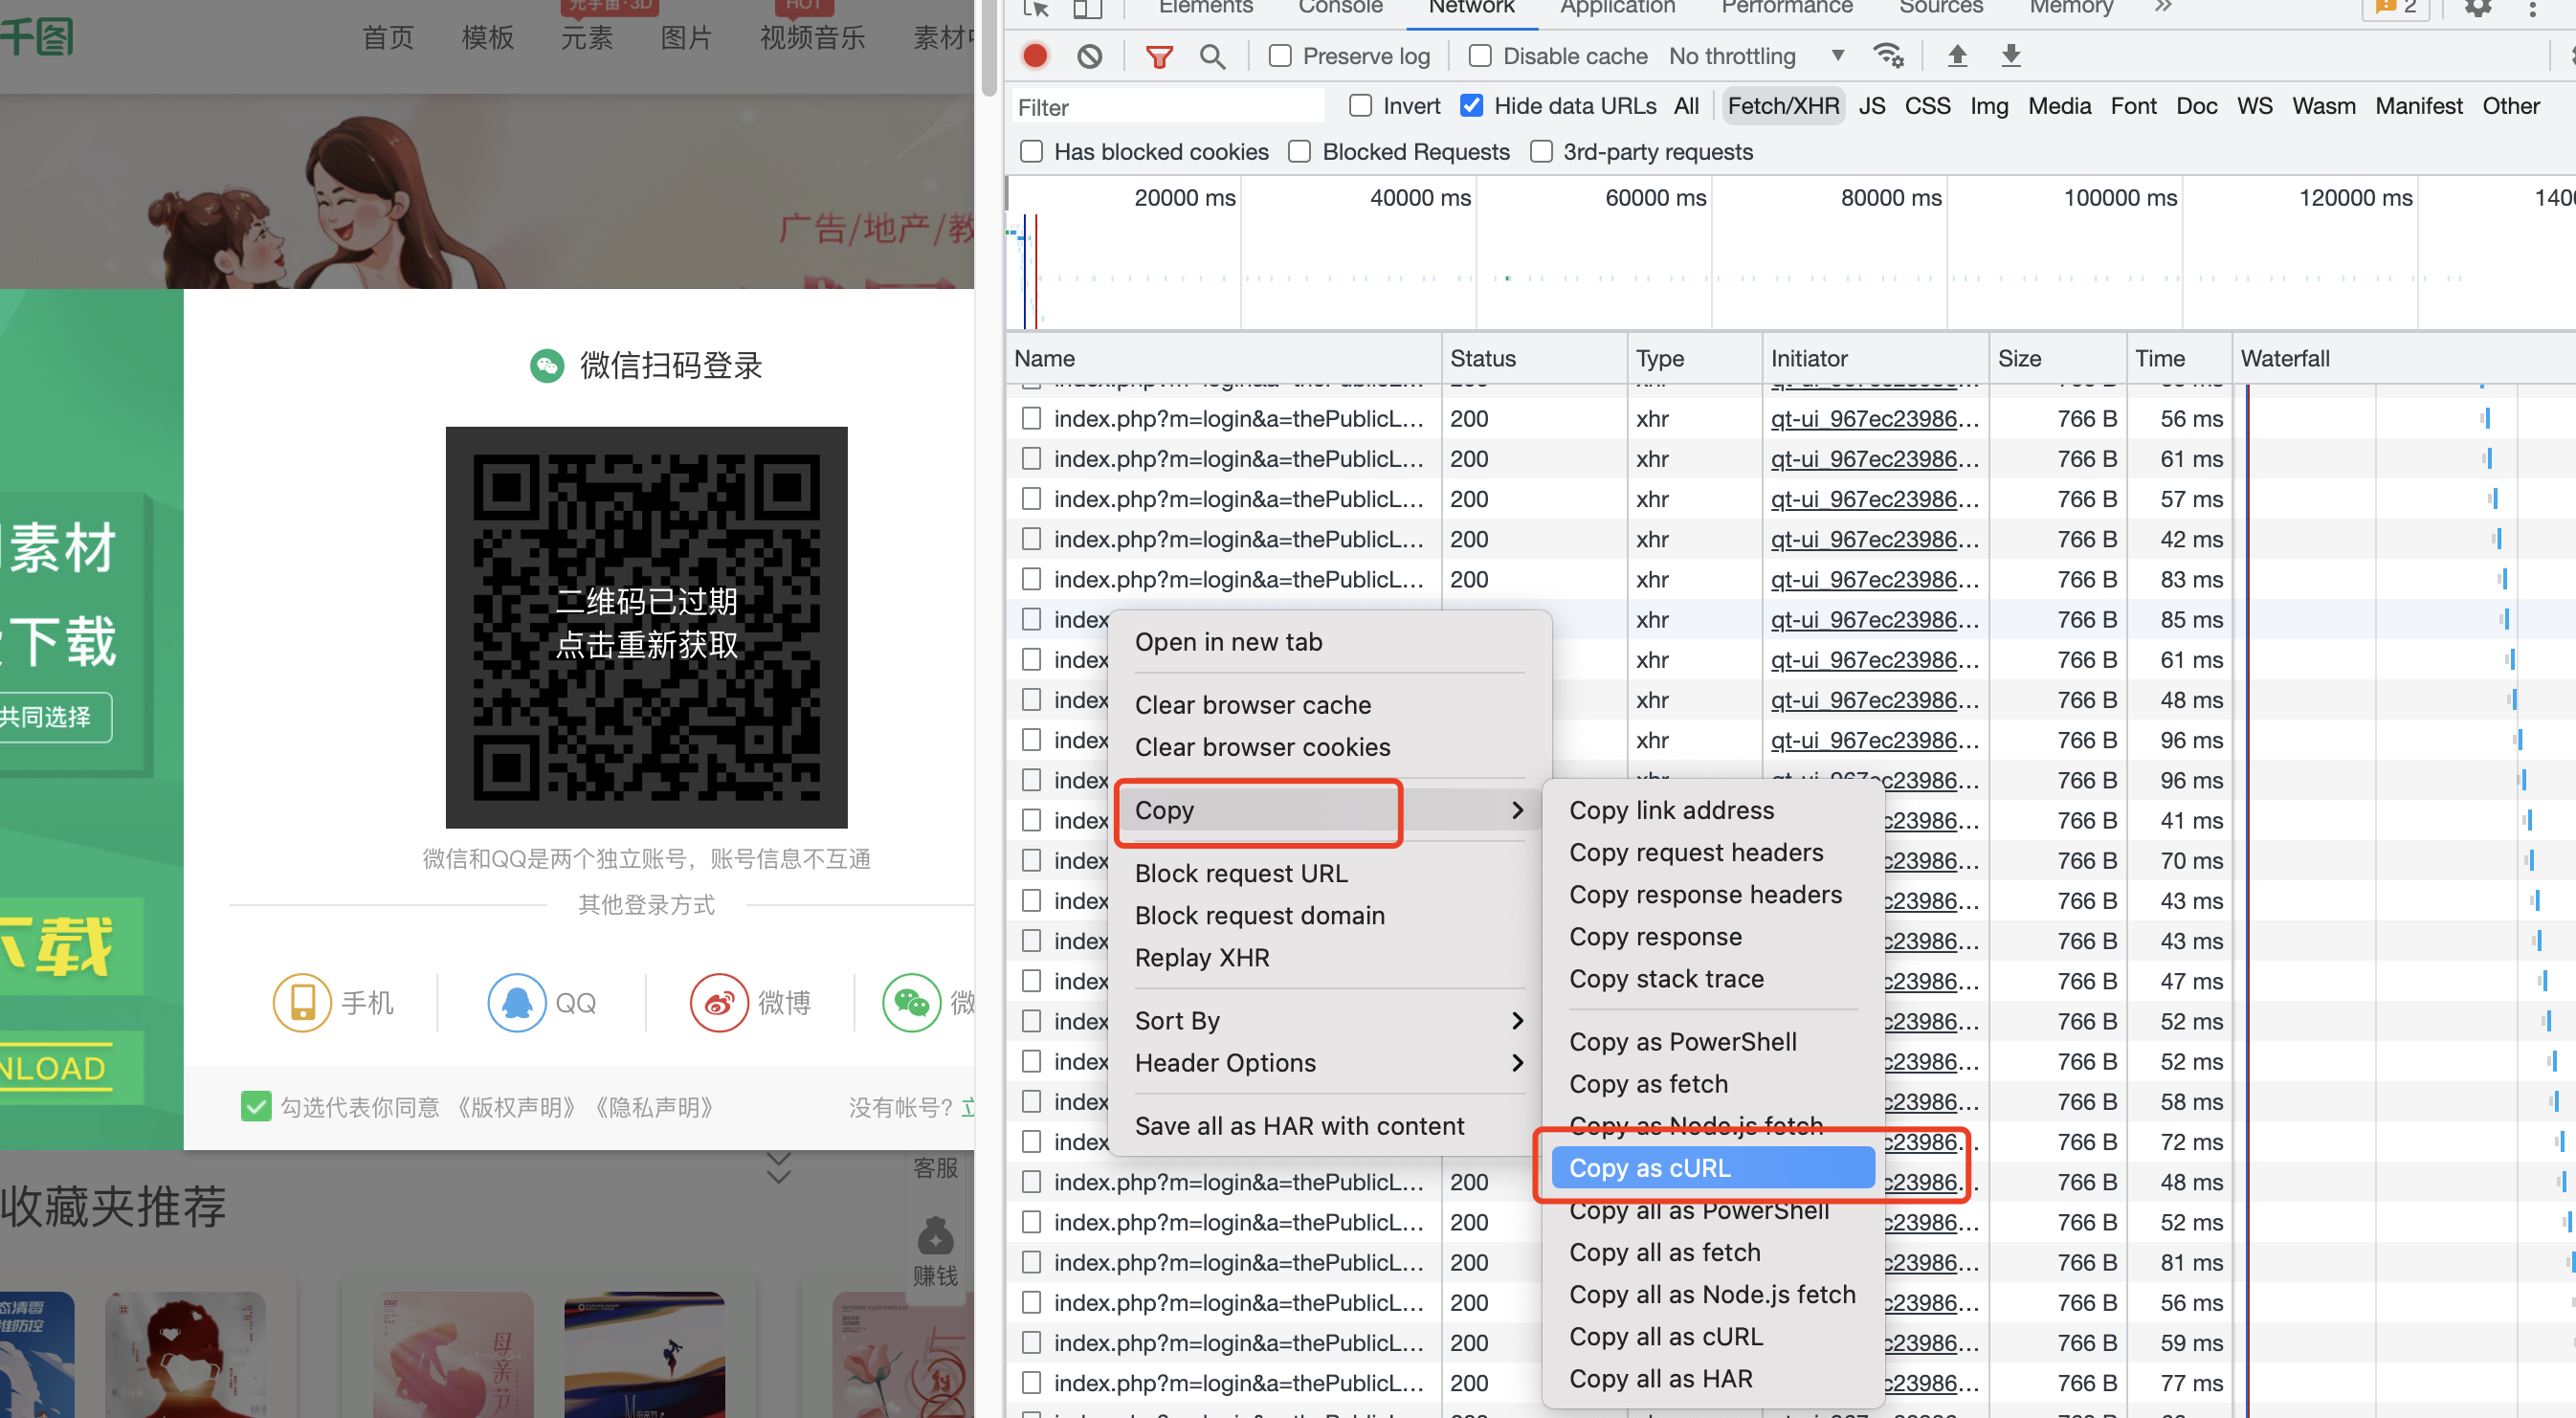 千图
首页 模板 元素 图片 视频音乐
元宇宙·3D HOT
广告/地产/教
素材
下载
共同选择
下载
NLOAD
微信扫码登录
二维码已过期
点击重新获取
微信和QQ是两个独立账号，账号信息不互通
其他登录方式
手机 QQ 微博 微
勾选代表你同意 《版权声明》 《隐私声明》 没有帐号? 立
收藏夹推荐
客服
赚钱
Elements Console Network Application Performance Sources Memory 2
Preserve log Disable cache No throttling
Filter Invert Hide data URLs All Fetch/XHR JS CSS Img Media Font Doc WS Wasm Manifest Other
Has blocked cookies Blocked Requests 3rd-party requests
20000 ms 40000 ms 60000 ms 80000 ms 100000 ms 120000 ms
Name Status Type Initiator Size Time Waterfall
index.php?m=login&a=thePublicL... 200 xhr qt-ui_967ec23986... 766 B 56 ms
index.php?m=login&a=thePublicL... 200 xhr qt-ui_967ec23986... 766 B 61 ms
index.php?m=login&a=thePublicL... 200 xhr qt-ui_967ec23986... 766 B 57 ms
index.php?m=login&a=thePublicL... 200 xhr qt-ui_967ec23986... 766 B 42 ms
index.php?m=login&a=thePublicL... 200 xhr qt-ui_967ec23986... 766 B 83 ms
index xhr qt-ui_967ec23986... 766 B 85 ms
index xhr qt-ui_967ec23986... 766 B 61 ms
index xhr qt-ui_967ec23986... 766 B 48 ms
index xhr qt-ui_967ec23986... 766 B 96 ms
index 766 B 96 ms
index c23986... 766 B 41 ms
index c23986... 766 B 70 ms
index c23986... 766 B 43 ms
index c23986... 766 B 43 ms
index c23986... 766 B 47 ms
index c23986... 766 B 52 ms
index c23986... 766 B 52 ms
index c23986... 766 B 58 ms
index c23986... 766 B 72 ms
index.php?m=login&a=thePublicL... 200 c23986... 766 B 48 ms
index.php?m=login&a=thePublicL... 200 c23986... 766 B 52 ms
index.php?m=login&a=thePublicL... 200 c23986... 766 B 81 ms
index.php?m=login&a=thePublicL... 200 c23986... 766 B 56 ms
index.php?m=login&a=thePublicL... 200 c23986... 766 B 59 ms
index.php?m=login&a=thePublicL... 200 c23986... 766 B 77 ms
Open in new tab
Clear browser cache
Clear browser cookies
Copy
Block request URL
Block request domain
Replay XHR
Sort By
Header Options
Save all as HAR with content
Copy link address
Copy request headers
Copy response headers
Copy response
Copy stack trace
Copy as PowerShell
Copy as fetch
Copy as Node.js fetch
Copy as cURL
Copy all as PowerShell
Copy all as fetch
Copy all as Node.js fetch
Copy all as cURL
Copy all as HAR